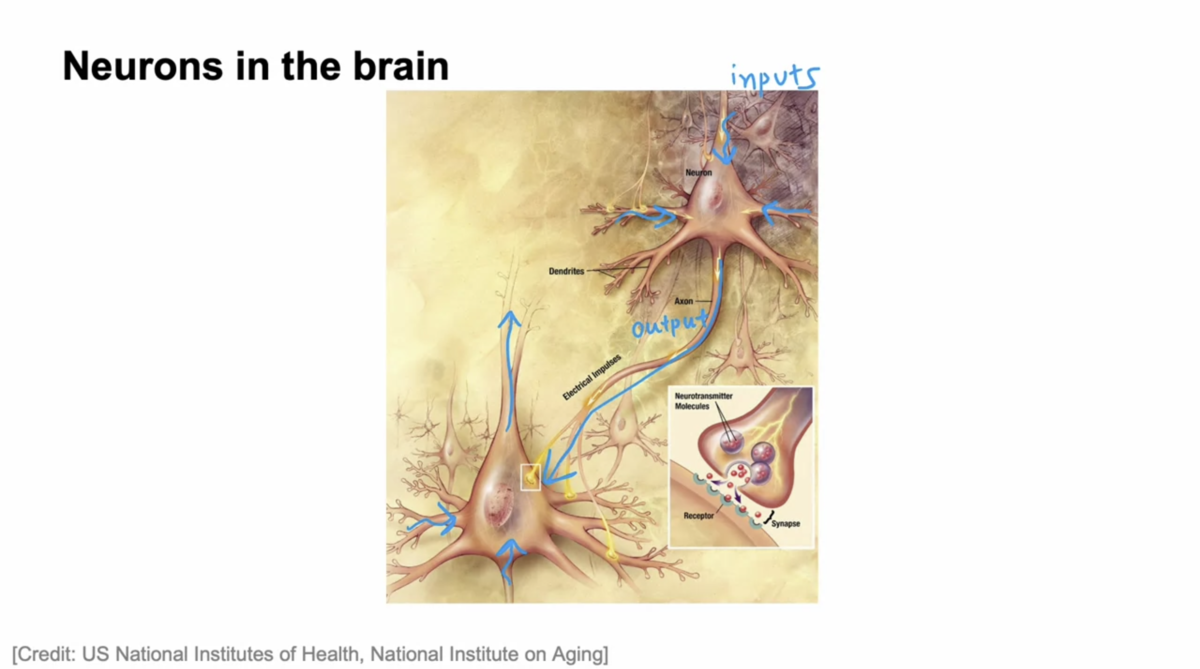 Neurons in the brain
inputs
Neuron
Dendrites
Axon
output
Electrical Impulses
Neurotransmitter
Molecules
Receptor
Synapse
[Credit: US National Institutes of Health, National Institute on Aging]